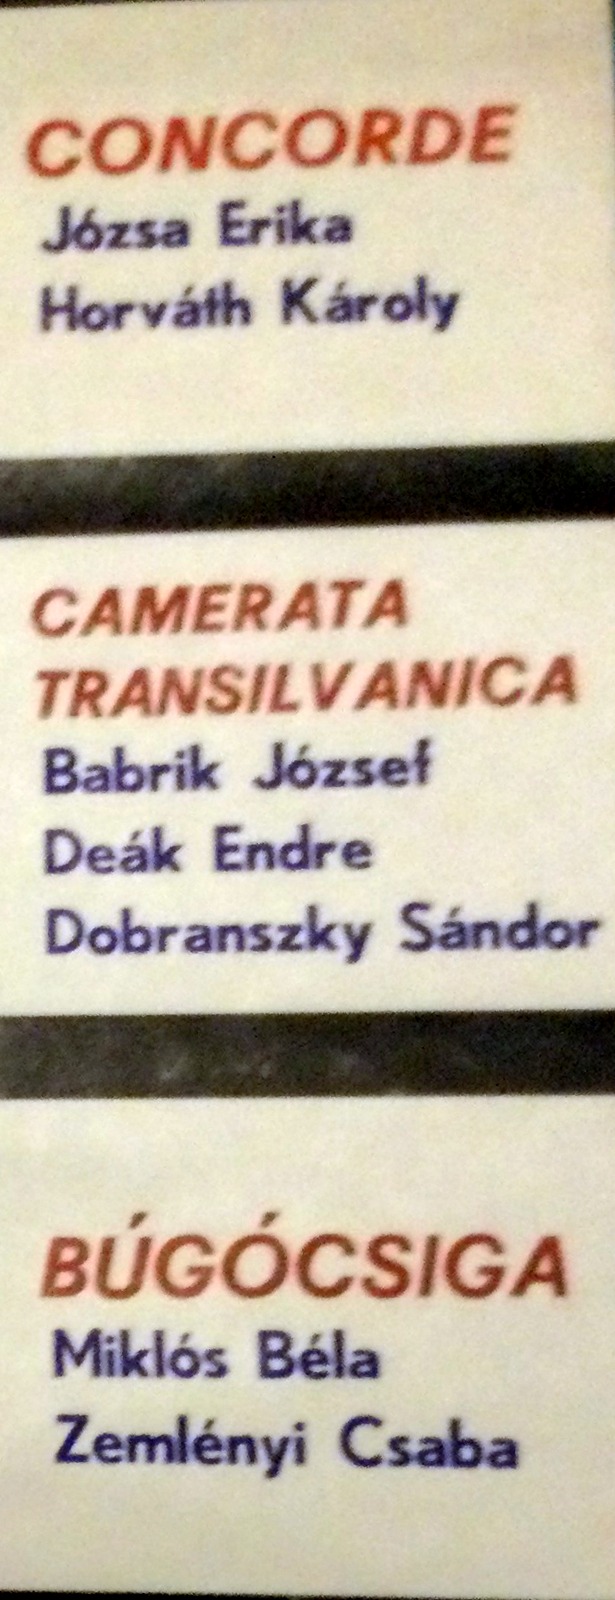 CONCORDE
Józsa Erika
Horváth Károly
CAMERATA
TRANSILVANICA
Babrik József
Deák Endre
Dobranszky Sándor
BÚGÓCSIGA
Miklós Béla
Zemlényi Csaba